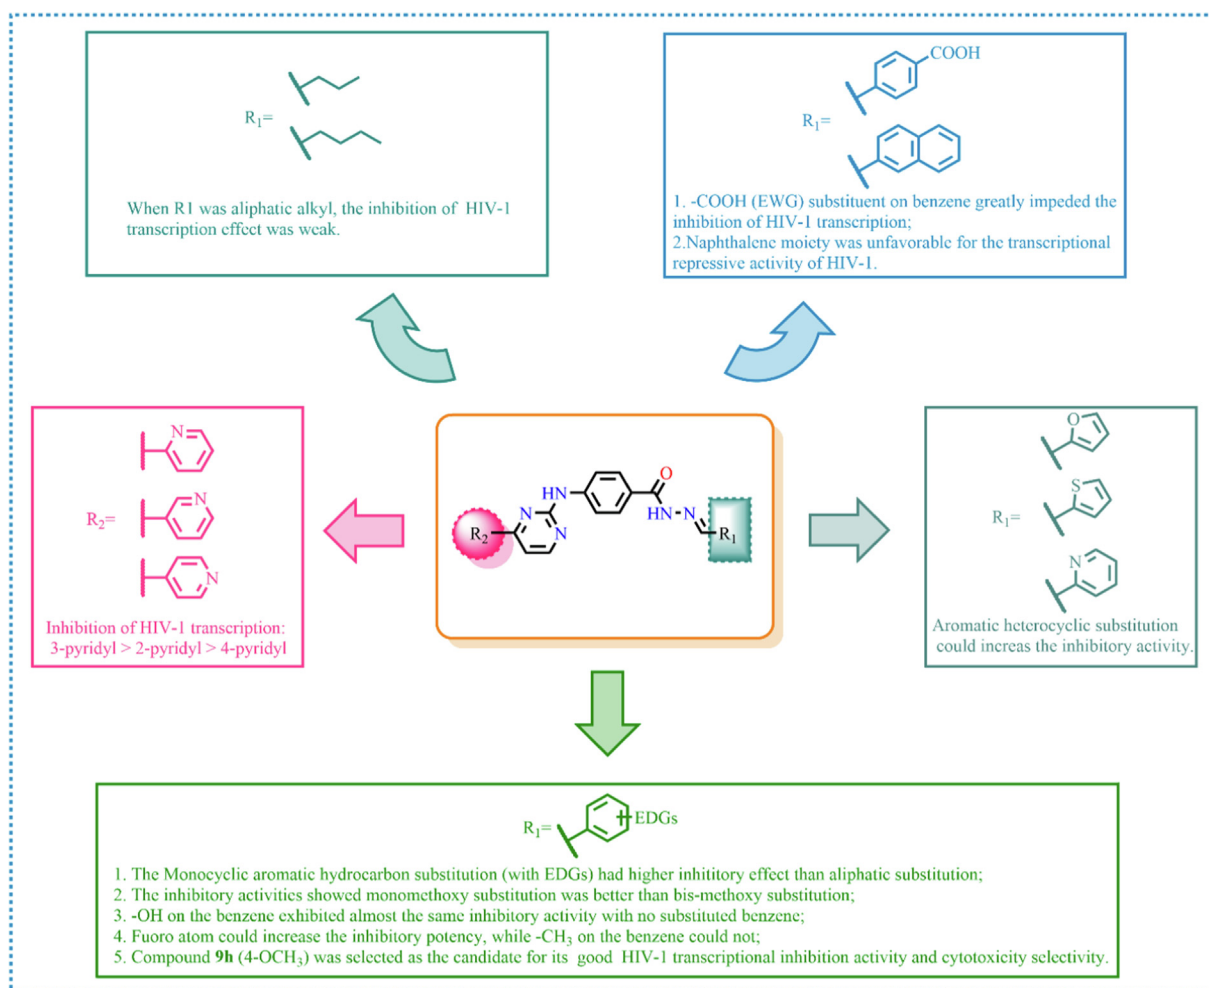 R1=
When R1 was aliphatic alkyl, the inhibition of HIV-1
transcription effect was weak.
COOH
R1=
1. -COOH (EWG) substituent on benzene greatly impeded the
inhibition of HIV-1 transcription;
2.Naphthalene moiety was unfavorable for the transcriptional
repressive activity of HIV-1.
N
R2=
N
N
Inhibition of HIV-1 transcription:
3-pyridyl > 2-pyridyl > 4-pyridyl
O
HN
N
HN-N
R2
N
R1
O
S
R1=
N
Aromatic heterocyclic substitution
could increas the inhibitory activity.
R1=
EDGs
1. The Monocyclic aromatic hydrocarbon substitution (with EDGs) had higher inhititory effect than aliphatic substitution;
2. The inhibitory activities showed monomethoxy substitution was better than bis-methoxy substitution;
3. -OH on the benzene exhibited almost the same inhibitory activity with no substituted benzene;
4. Fuoro atom could increase the inhibitory potency, while -CH3 on the benzene could not;
5. Compound 9h (4-OCH3) was selected as the candidate for its good HIV-1 transcriptional inhibition activity and cytotoxicity selectivity.